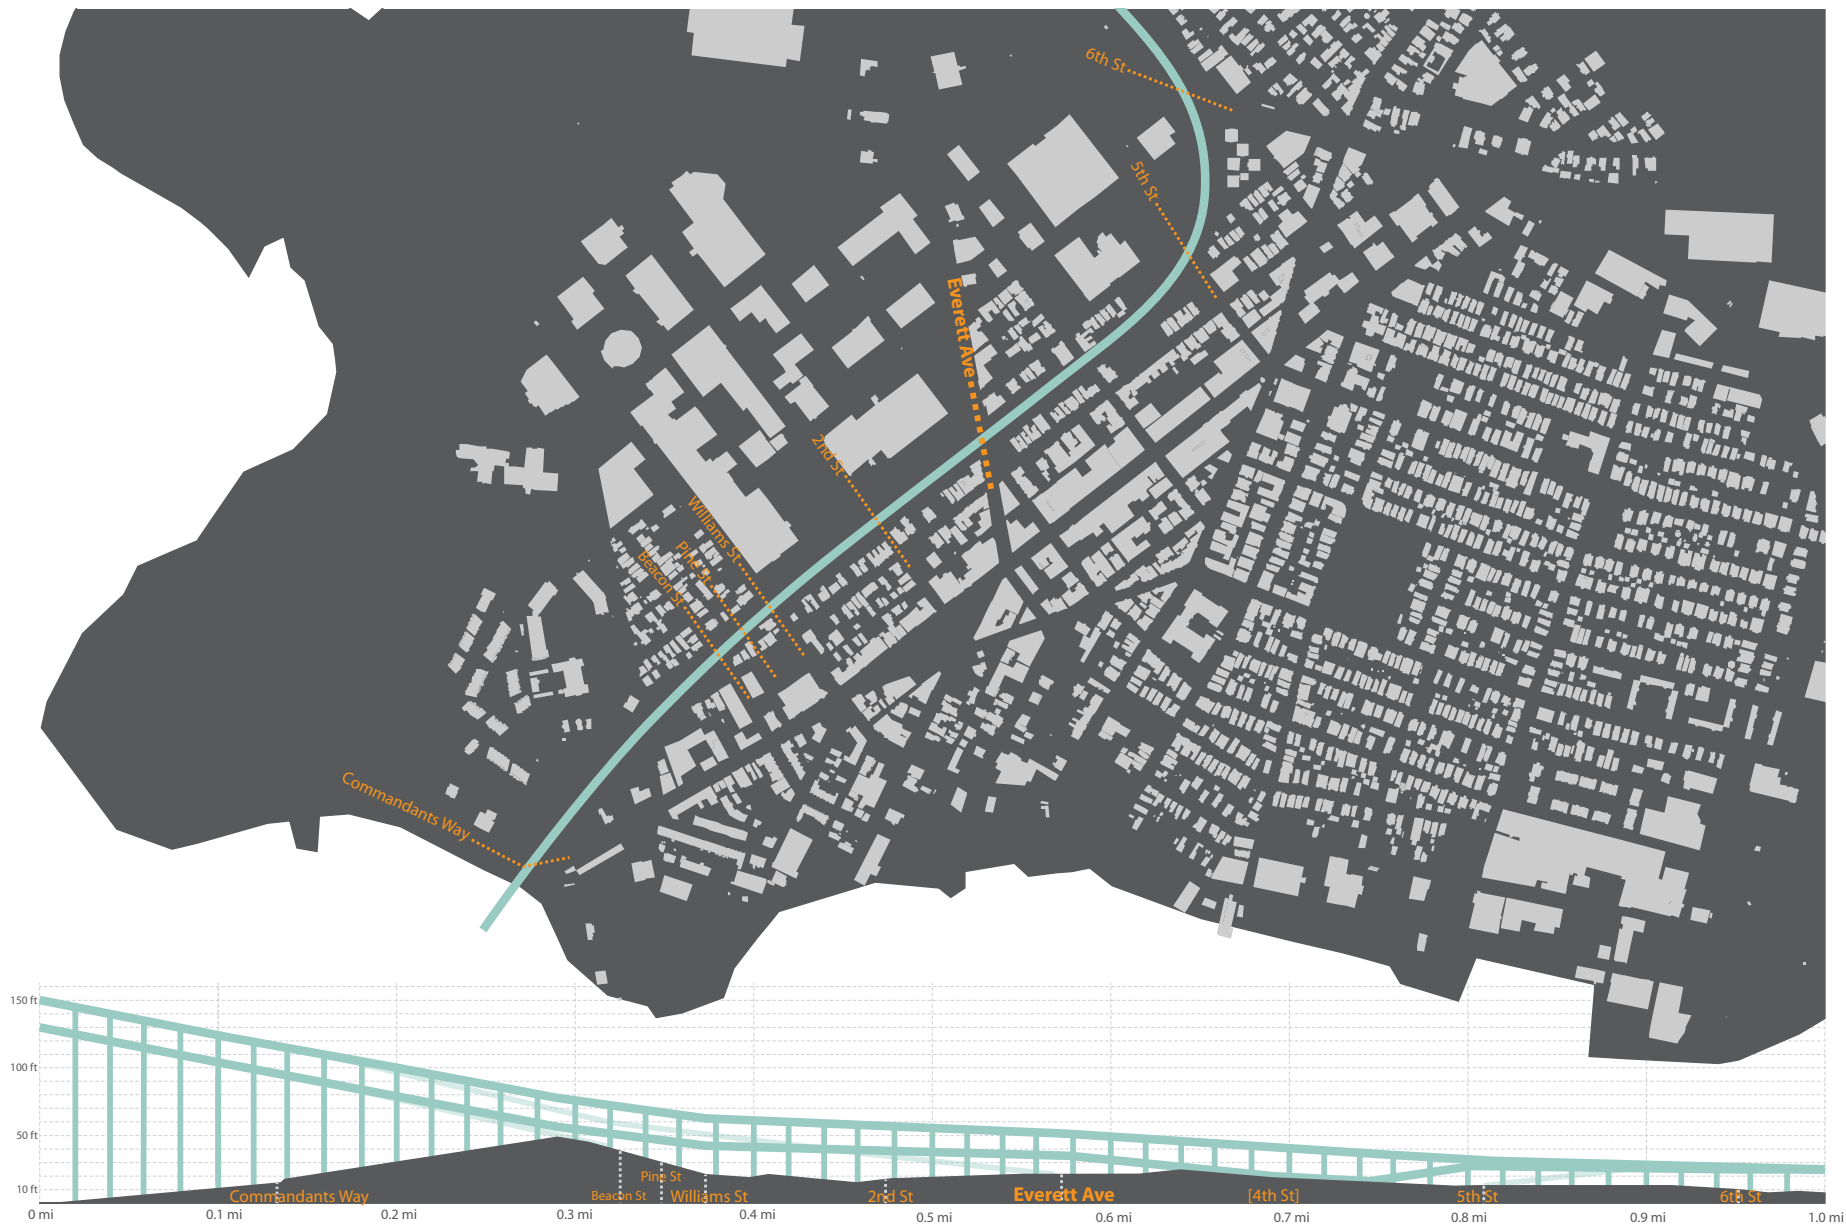 6th St
5th St
Everett Ave
2nd St
Williams St
Pine St
Beacon St
Commandants Way
150 ft
100 ft
50 ft
10 ft
Pine St
Commandants Way
Beacon St
Williams St
2nd St
Everett Ave
[4th St]
5th St
6th St
0 mi
0.1 mi
0.2 mi
0.3 mi
0.4 mi
0.5 mi
0.6 mi
0.7 mi
0.8 mi
0.9 mi
1.0 mi